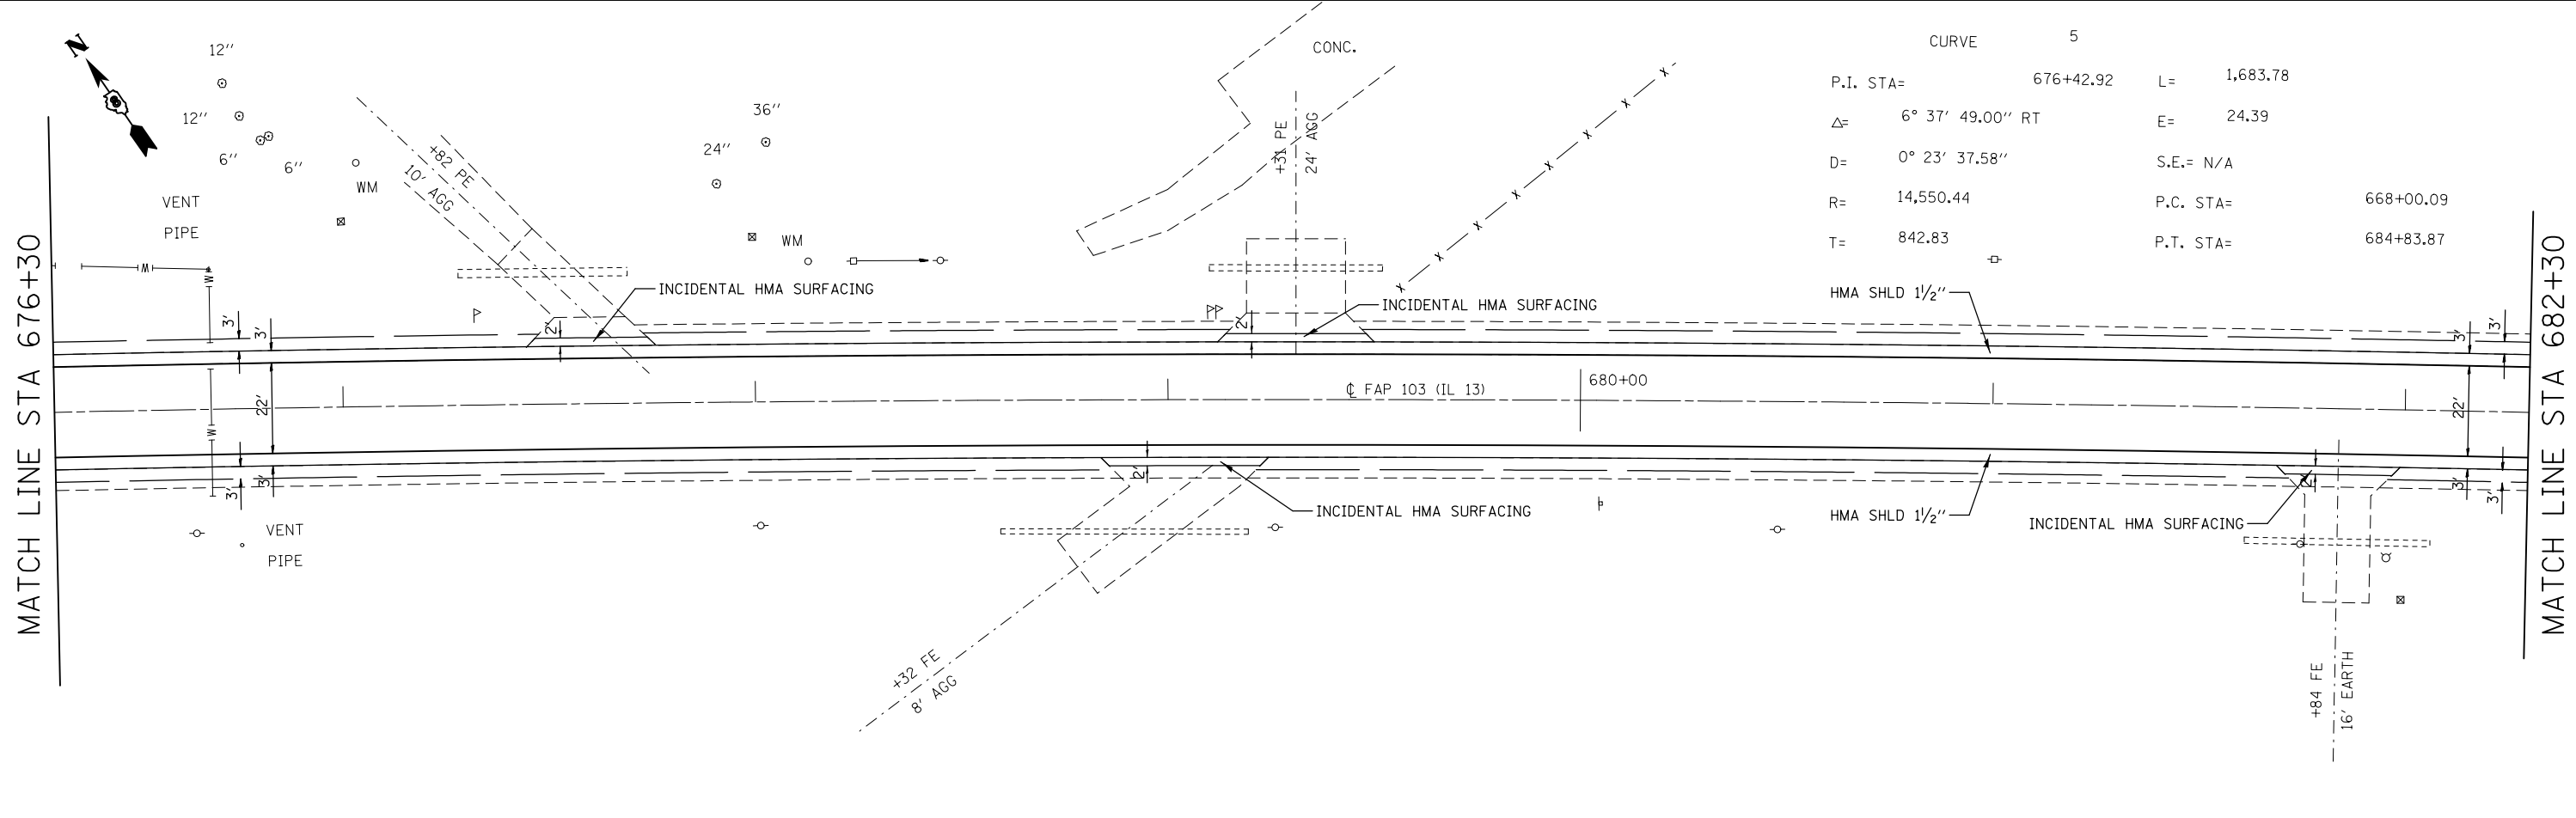 N
12''
12''
6''
6''
WM
VENT
PIPE
+82 PE
10' AGG
36''
24''
WM
CONC.
+31 PE
24' AGG
CURVE 5
P.I. STA= 676+42.92 L= 1,683.78
△= 6° 37' 49.00'' RT E= 24.39
D= 0° 23' 37.58'' S.E.= N/A
R= 14,550.44 P.C. STA= 668+00.09
T= 842.83 P.T. STA= 684+83.87
MATCH LINE STA 676+30
W
W
INCIDENTAL HMA SURFACING
INCIDENTAL HMA SURFACING
HMA SHLD 1½''
3'
3'
2'
2'
3'
3'
22'
W
℄ FAP 103 (IL 13)
680+00
22'
MATCH LINE STA 682+30
3'
3'
2'
2'
3'
3'
VENT
PIPE
INCIDENTAL HMA SURFACING
HMA SHLD 1½''
INCIDENTAL HMA SURFACING
+32 FE
8' AGG
+84 FE
16' EARTH